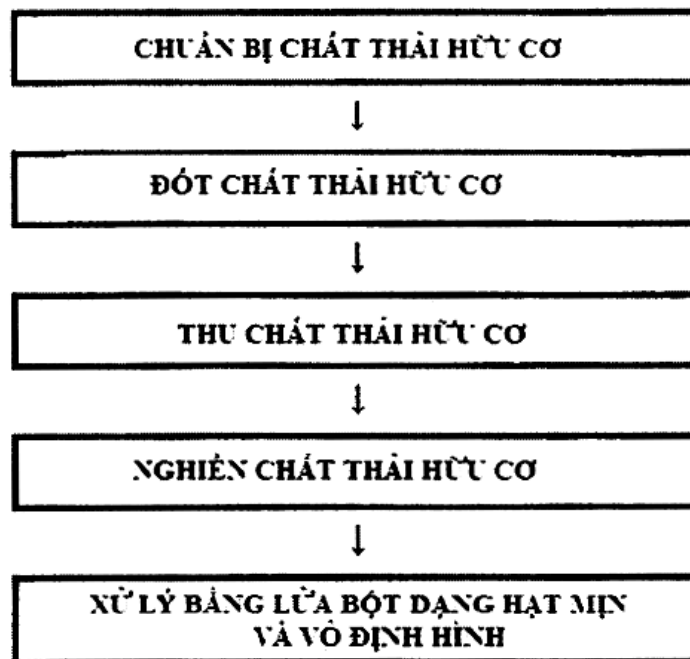 CHUẨN BỊ CHẤT THẢI HỮU CƠ
↓
ĐỐT CHẤT THẢI HỮU CƠ
↓
THU CHẤT THẢI HỮU CƠ
↓
NGHIỀN CHẤT THẢI HỮU CƠ
↓
XỬ LÝ BẰNG LỬA BỘT DẠNG HẠT MỊN
VÀ VÔ ĐỊNH HÌNH